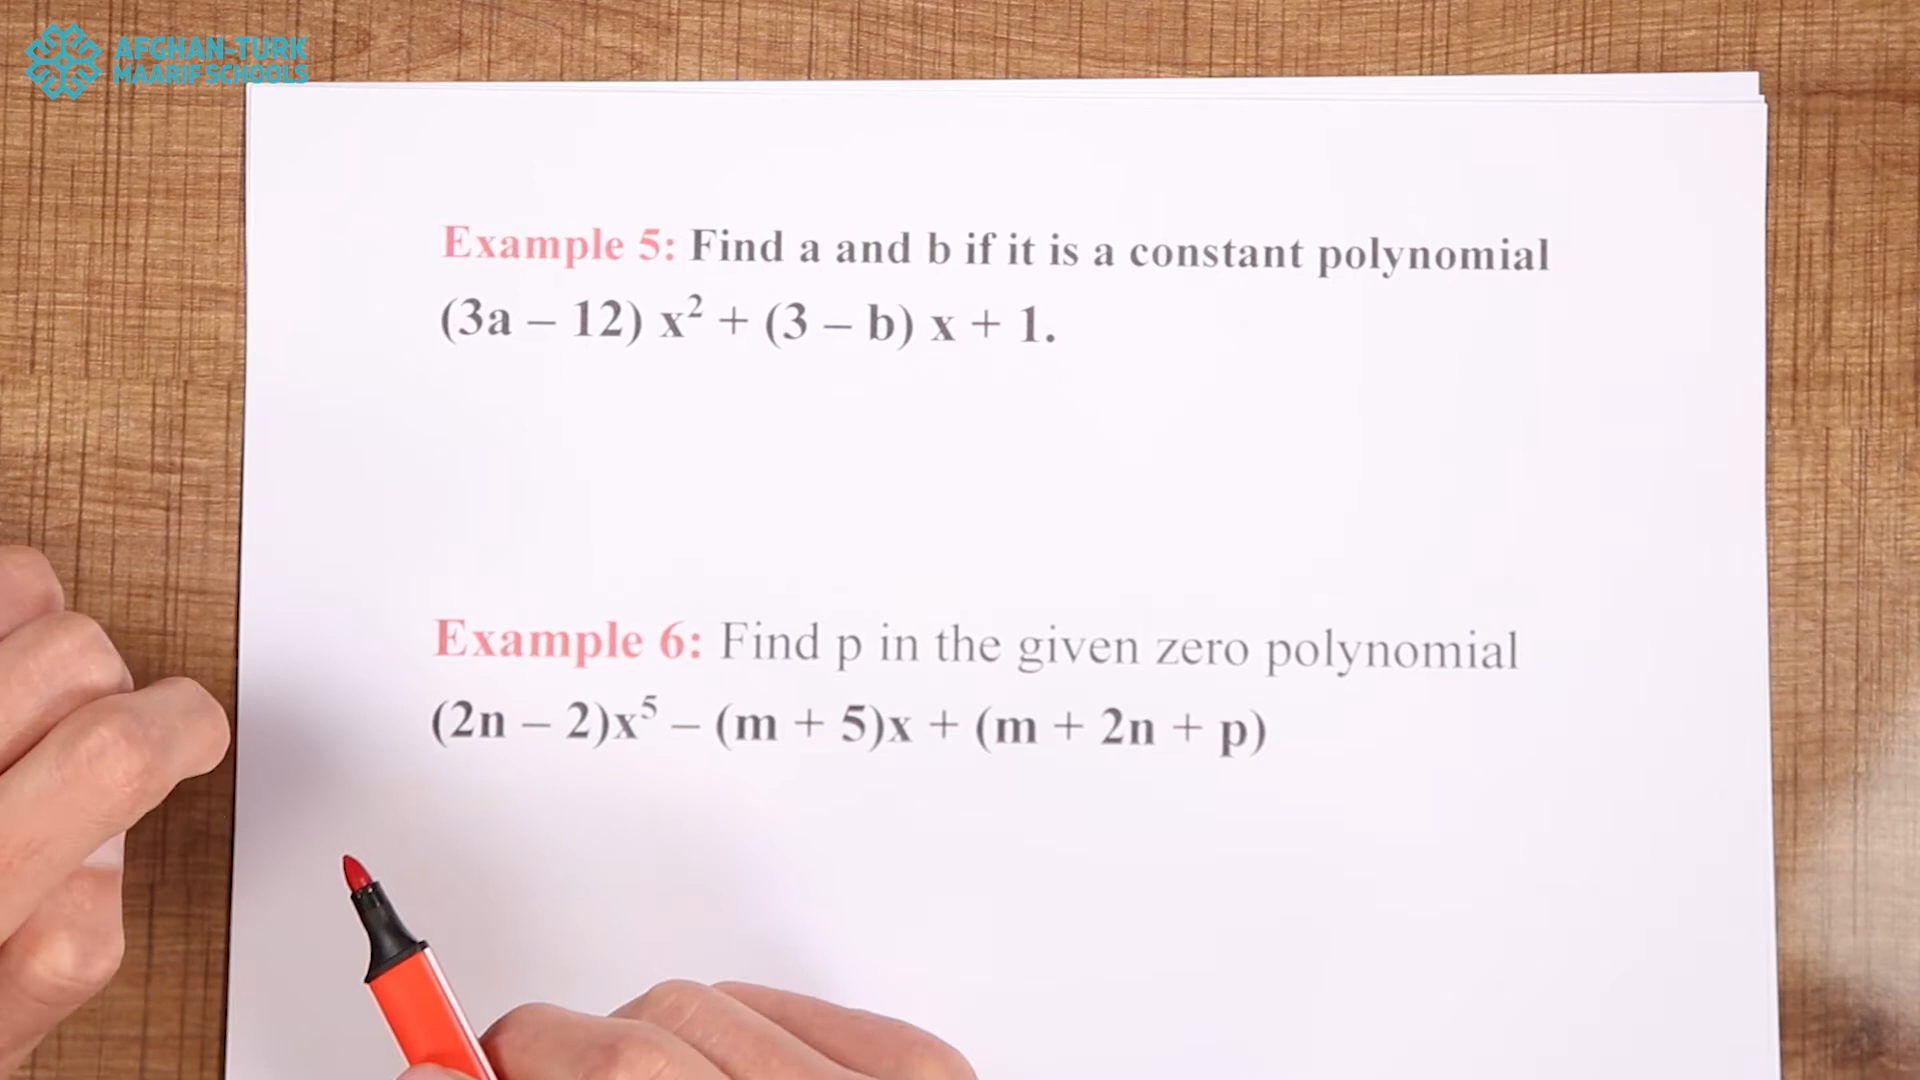 AFGHAN-TURK
MAARIF SCHOOLS
Example 5: Find a and b if it is a constant polynomial
(3a – 12) x² + (3 – b) x + 1.
Example 6: Find p in the given zero polynomial
(2n – 2)x⁵ – (m + 5)x + (m + 2n + p)